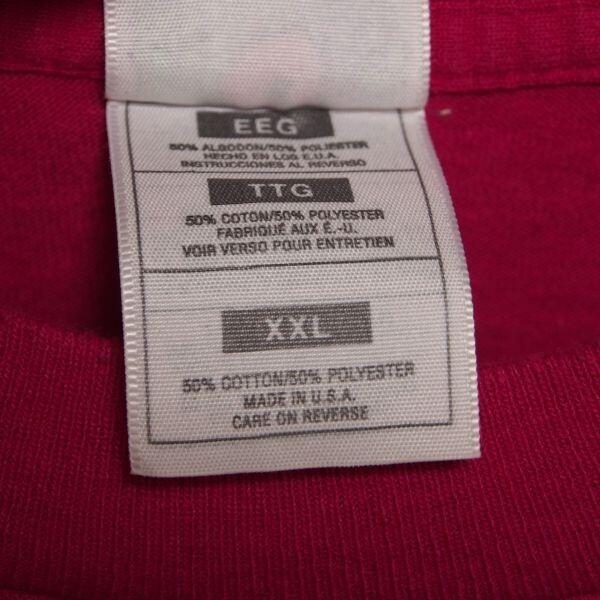 EEG
50% ALGODON/50% POLIESTER
HECHO EN LOS E.U.A.
INSTRUCCIONES AL REVERSO
TTG
50% COTON/50% POLYESTER
FABRIQUÉ AUX É.-U.
VOIR VERSO POUR ENTRETIEN
XXL
50% COTTON/50% POLYESTER
MADE IN U.S.A.
CARE ON REVERSE